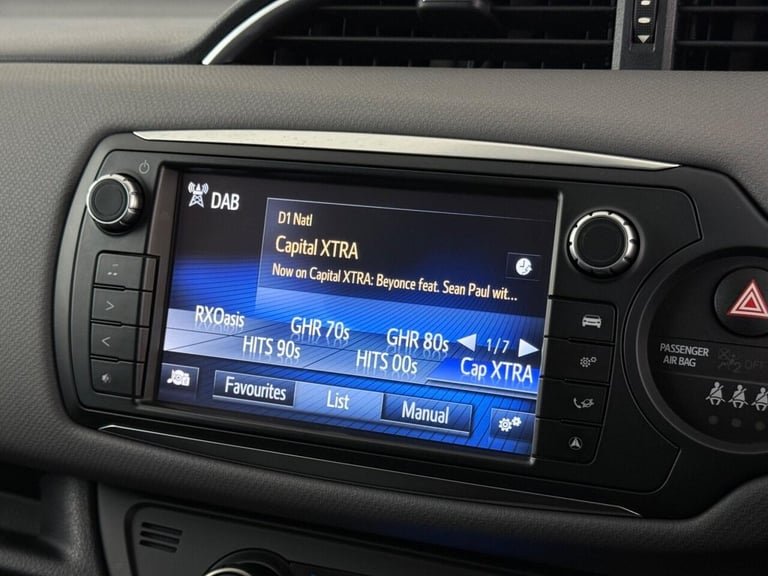 DAB
D1 Natl
Capital XTRA
Now on Capital XTRA: Beyonce feat. Sean Paul wit...
RXOasis GHR 70s GHR 80s 1/7
HITS 90s HITS 00s Cap XTRA
Favourites List Manual
PASSENGER
AIR BAG